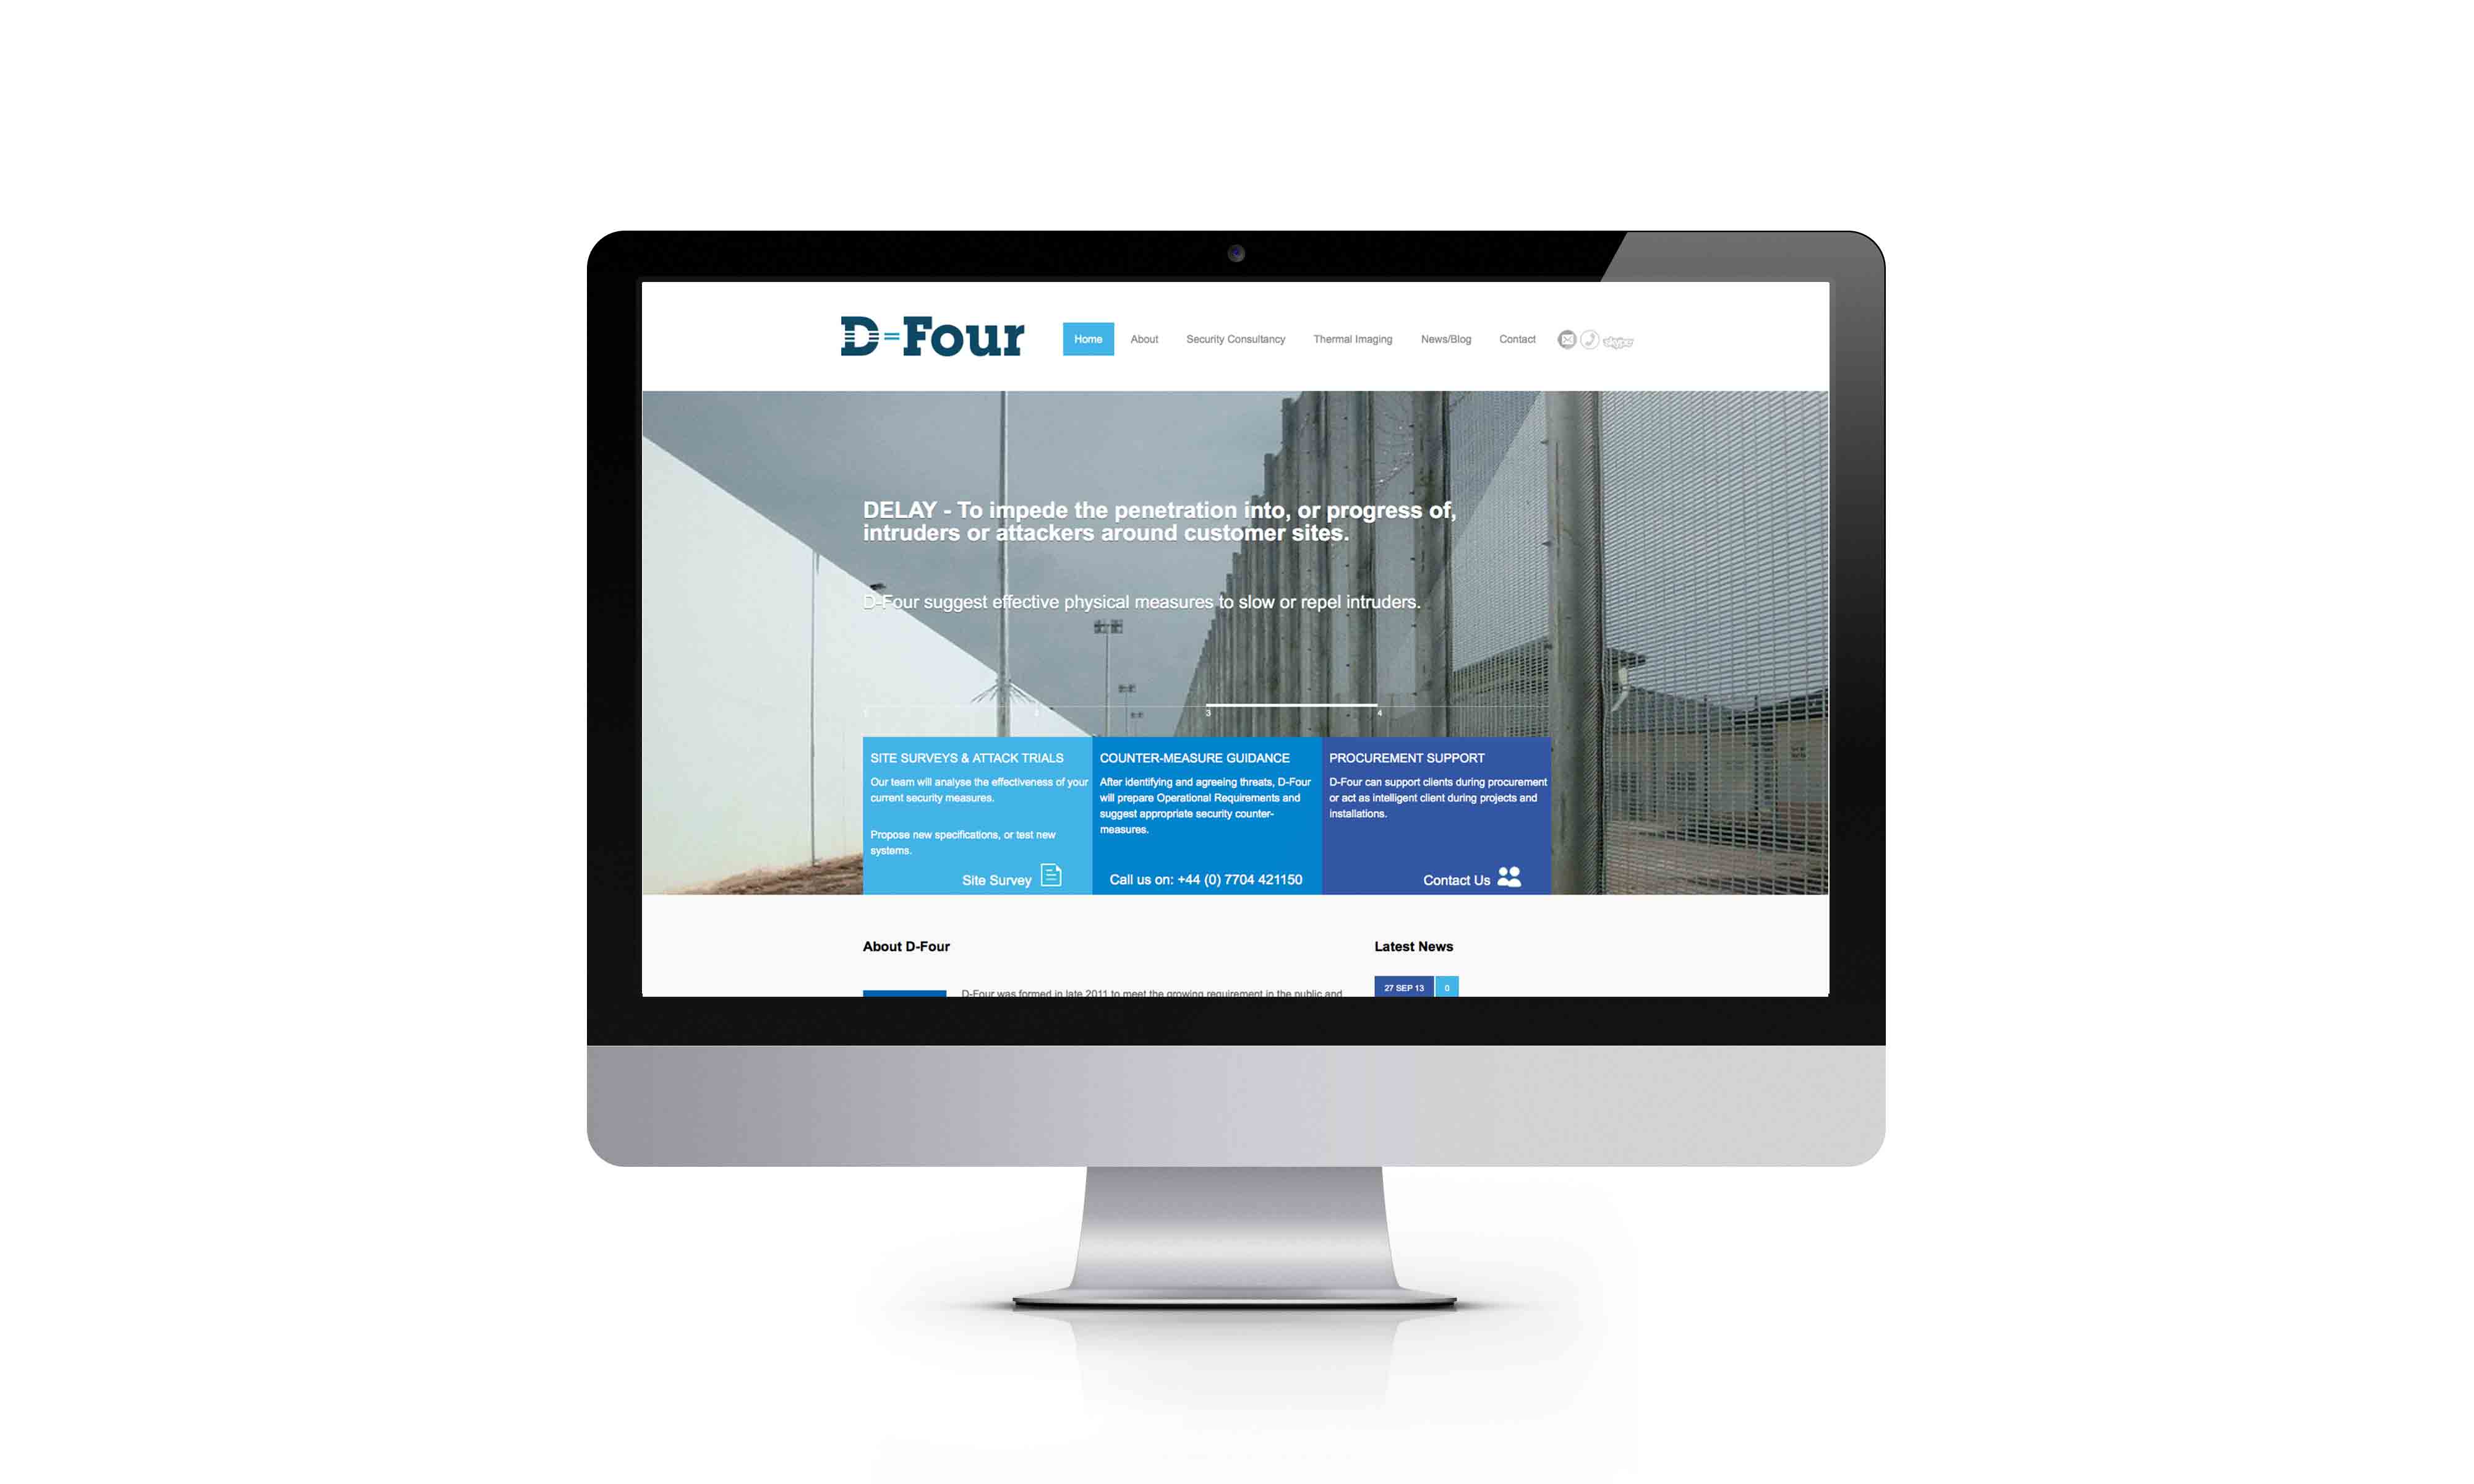 D-Four
Home About Security Consultancy Thermal Imaging News/Blog Contact skype
DELAY - To impede the penetration into, or progress of,
intruders or attackers around customer sites.
D-Four suggest effective physical measures to slow or repel intruders.
3 4
SITE SURVEYS & ATTACK TRIALS
Our team will analyse the effectiveness of your
current security measures.
Propose new specifications, or test new
systems.
Site Survey
COUNTER-MEASURE GUIDANCE
After identifying and agreeing threats, D-Four
will prepare Operational Requirements and
suggest appropriate security counter-
measures.
Call us on: +44 (0) 7704 421150
PROCUREMENT SUPPORT
D-Four can support clients during procurement
or act as intelligent client during projects and
installations.
Contact Us
About D-Four
D-Four was formed in late 2011 to meet the growing requirement in the public and
Latest News
27 SEP 13 0